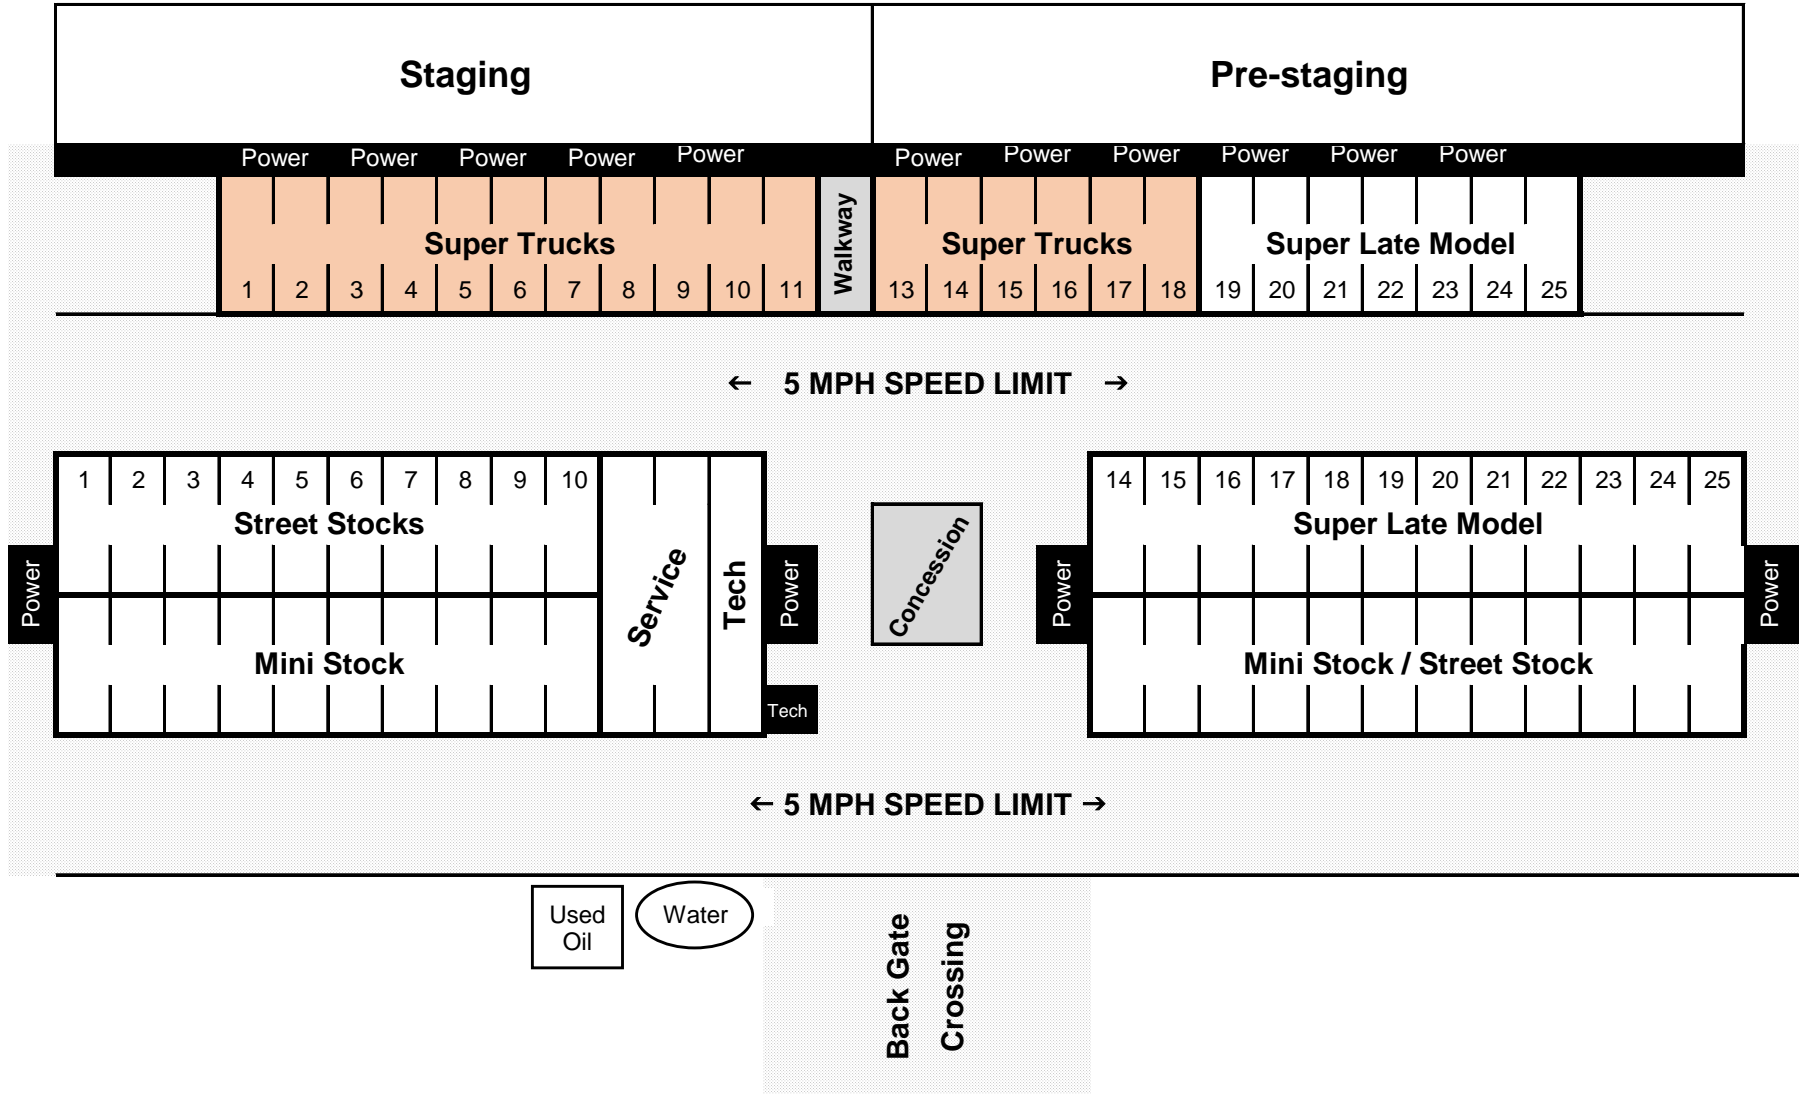 Staging
Pre-staging
Power Power Power Power Power Power Power Power Power Power Power
Super Trucks
Walkway
Super Trucks
Super Late Model
1 2 3 4 5 6 7 8 9 10 11 13 14 15 16 17 18 19 20 21 22 23 24 25
← 5 MPH SPEED LIMIT →
1 2 3 4 5 6 7 8 9 10
Street Stocks
Power
Mini Stock
Service
Tech
Power
Tech
Concession
14 15 16 17 18 19 20 21 22 23 24 25
Super Late Model
Power
Mini Stock / Street Stock
Power
← 5 MPH SPEED LIMIT →
Used
Oil
Water
Back Gate
Crossing